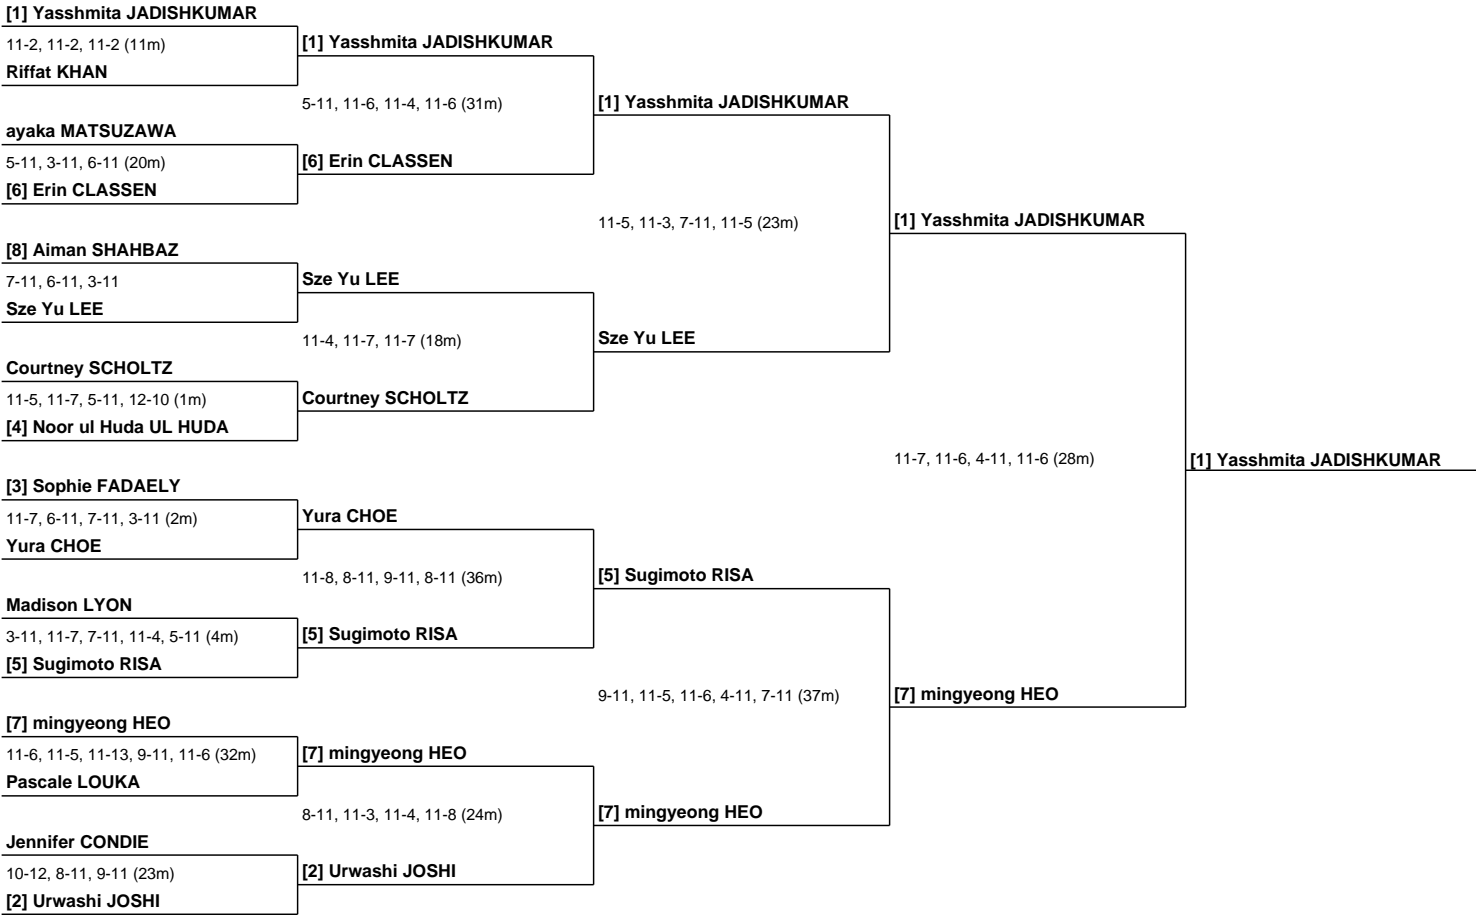 [1] Yasshmita JADISHKUMAR
11-2, 11-2, 11-2 (11m)
Riffat KHAN
ayaka MATSUZAWA
5-11, 3-11, 6-11 (20m)
[6] Erin CLASSEN
[8] Aiman SHAHBAZ
7-11, 6-11, 3-11
Sze Yu LEE
Courtney SCHOLTZ
11-5, 11-7, 5-11, 12-10 (1m)
[4] Noor ul Huda UL HUDA
[3] Sophie FADAELY
11-7, 6-11, 7-11, 3-11 (2m)
Yura CHOE
Madison LYON
3-11, 11-7, 7-11, 11-4, 5-11 (4m)
[5] Sugimoto RISA
[7] mingyeong HEO
11-6, 11-5, 11-13, 9-11, 11-6 (32m)
Pascale LOUKA
Jennifer CONDIE
10-12, 8-11, 9-11 (23m)
[2] Urwashi JOSHI
[1] Yasshmita JADISHKUMAR
5-11, 11-6, 11-4, 11-6 (31m)
[6] Erin CLASSEN
Sze Yu LEE
11-4, 11-7, 11-7 (18m)
Courtney SCHOLTZ
Yura CHOE
11-8, 8-11, 9-11, 8-11 (36m)
[5] Sugimoto RISA
[7] mingyeong HEO
8-11, 11-3, 11-4, 11-8 (24m)
[2] Urwashi JOSHI
[1] Yasshmita JADISHKUMAR
11-5, 11-3, 7-11, 11-5 (23m)
Sze Yu LEE
[5] Sugimoto RISA
9-11, 11-5, 11-6, 4-11, 7-11 (37m)
[7] mingyeong HEO
[1] Yasshmita JADISHKUMAR
11-7, 11-6, 4-11, 11-6 (28m)
[7] mingyeong HEO
[1] Yasshmita JADISHKUMAR